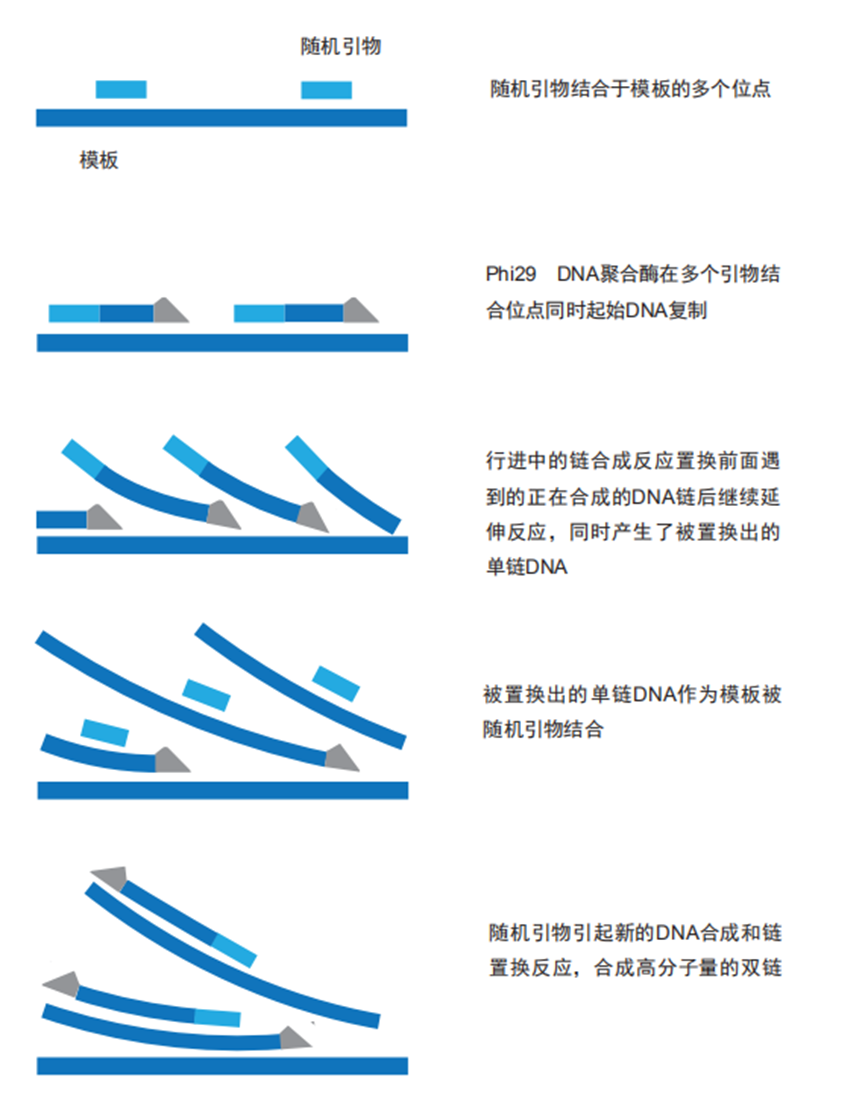 随机引物
随机引物结合于模板的多个位点
模板
Phi29 DNA聚合酶在多个引物结
合位点同时起始DNA复制
行进中的链合成反应置换前面遇
到的正在合成的DNA链后继续延
伸反应，同时产生了被置换出的
单链DNA
被置换出的单链DNA作为模板被
随机引物结合
随机引物引起新的DNA合成和链
置换反应，合成高分子量的双链